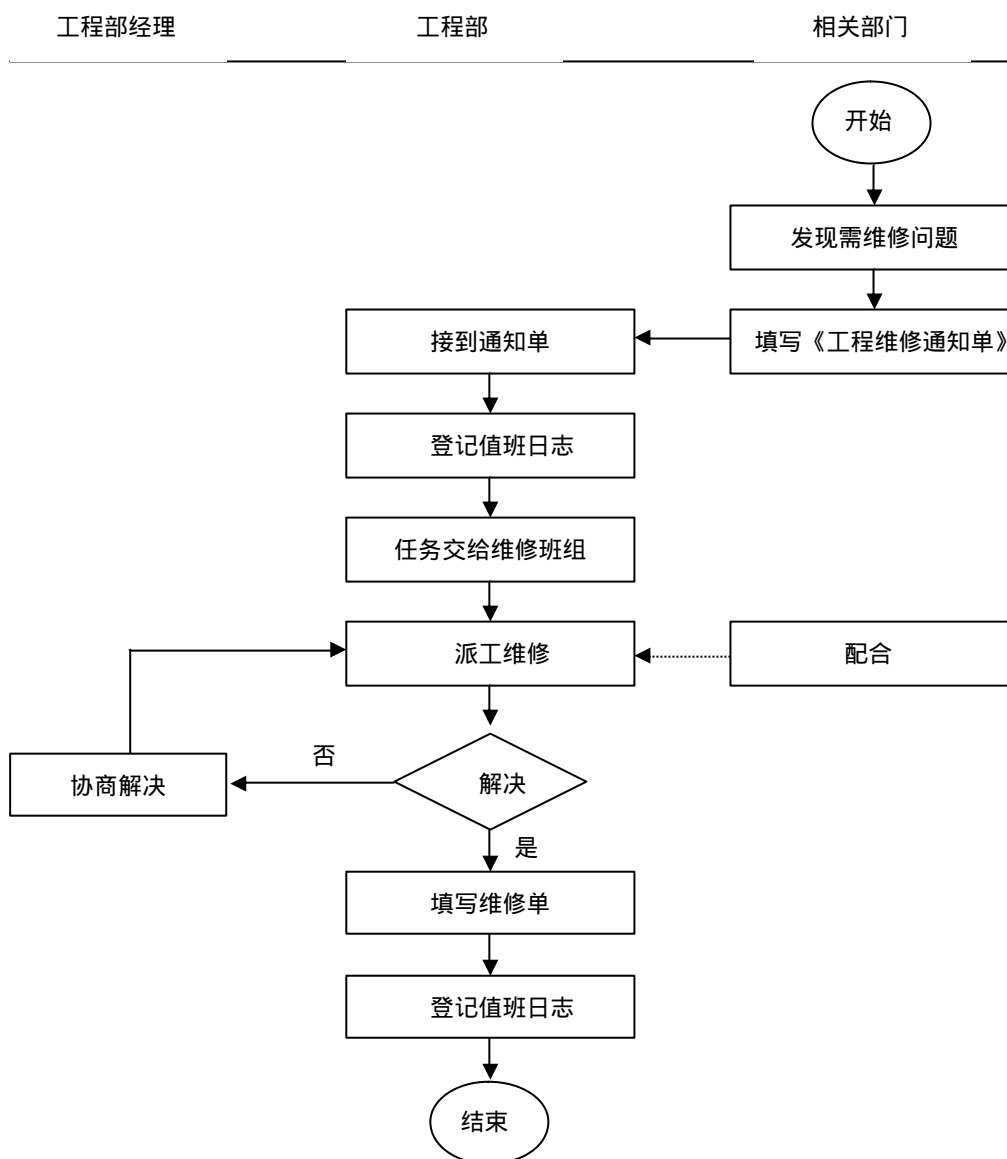 工程部经理
工程部
相关部门
开始
发现需维修问题
接到通知单
填写《工程维修通知单》
登记值班日志
任务交给维修班组
派工维修
配合
否
协商解决
解决
是
填写维修单
登记值班日志
结束